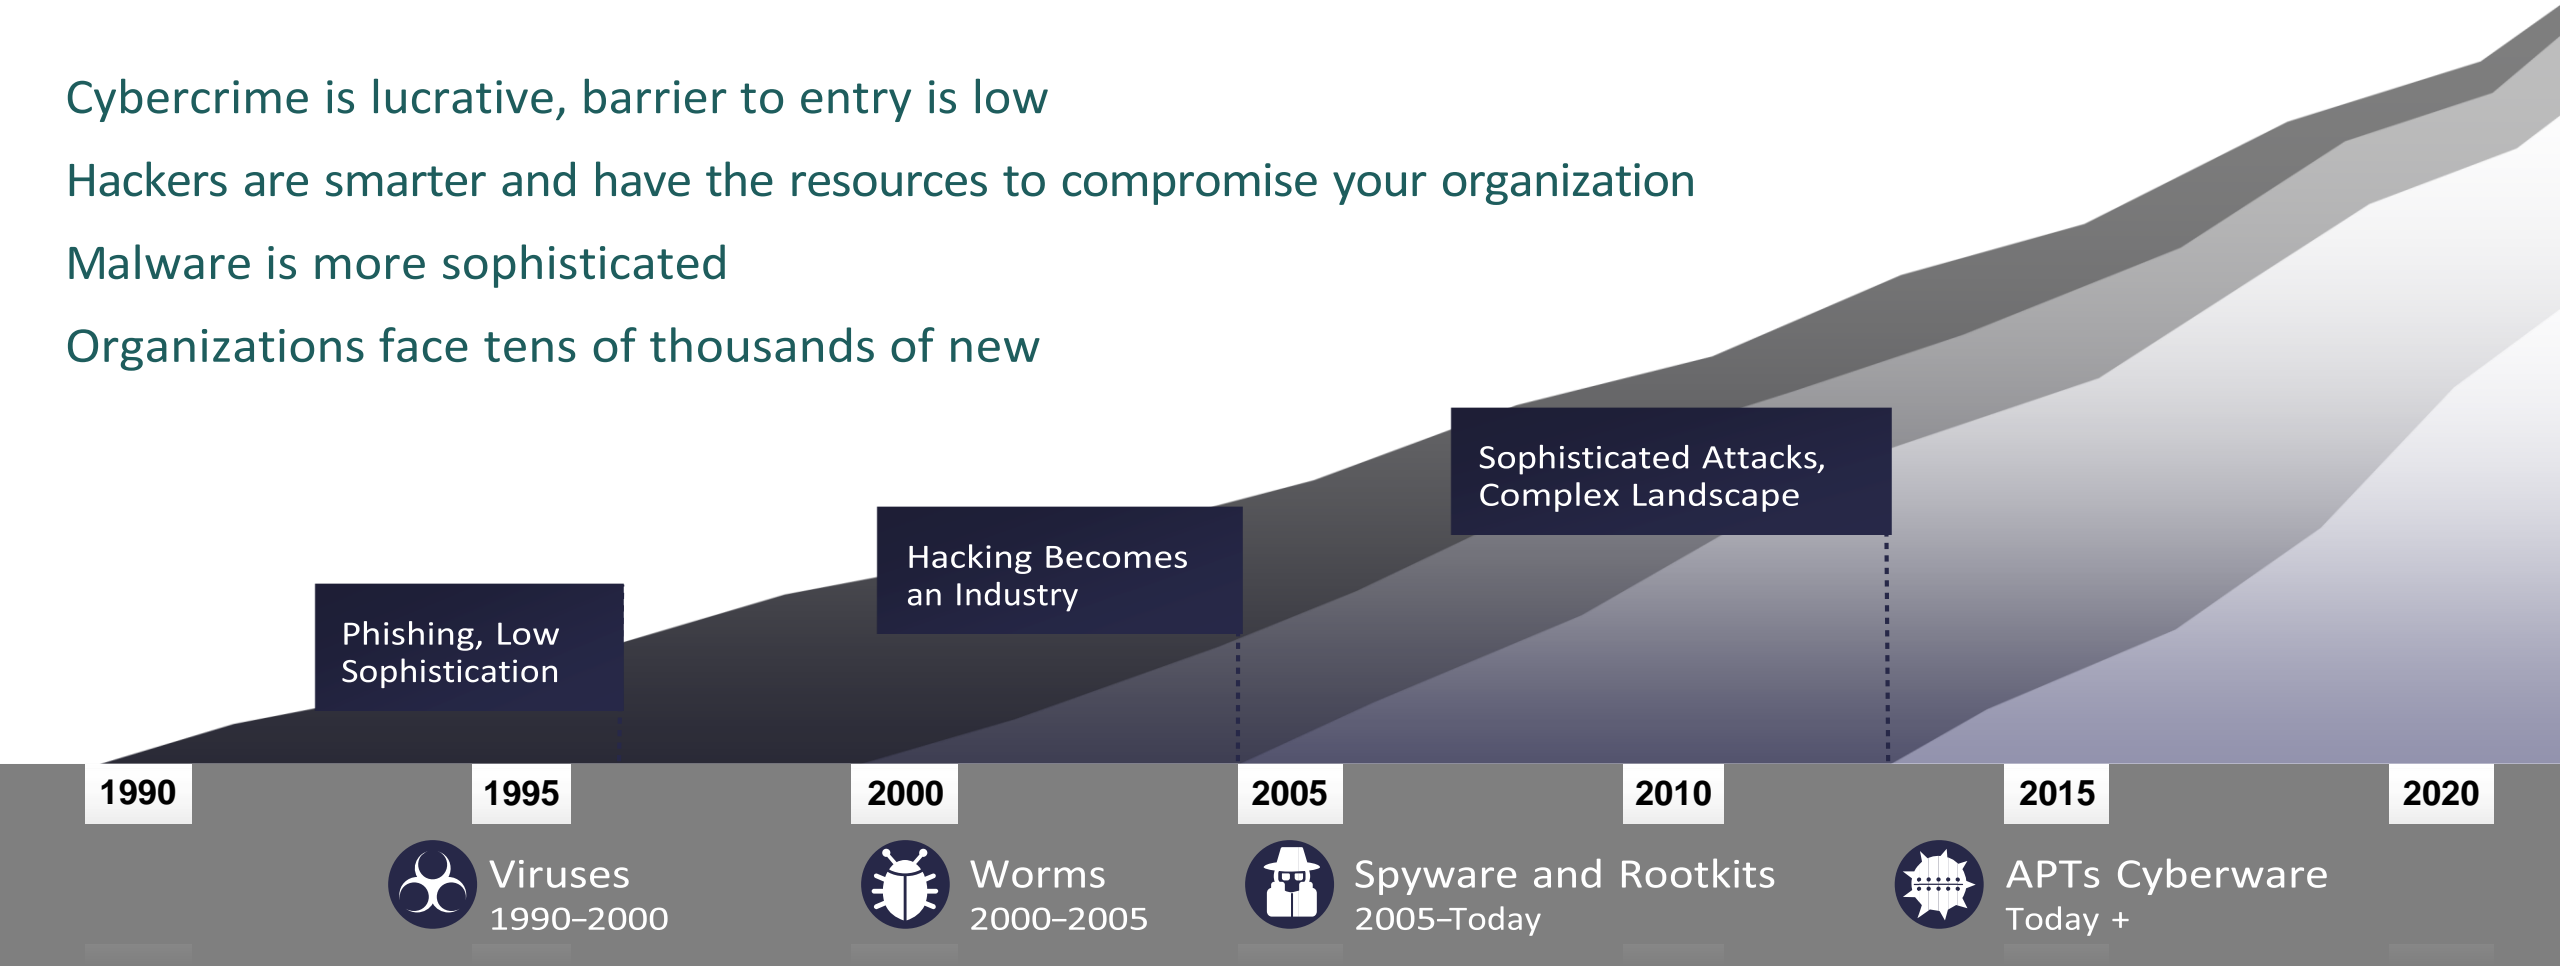 Cybercrime is lucrative, barrier to entry is low
Hackers are smarter and have the resources to compromise your organization
Malware is more sophisticated
Organizations face tens of thousands of new
Phishing, Low
Sophistication
Hacking Becomes
an Industry
Sophisticated Attacks,
Complex Landscape
1990
1995
2000
2005
2010
2015
2020
Viruses
1990–2000
Worms
2000–2005
Spyware and Rootkits
2005–Today
APTs Cyberware
Today +